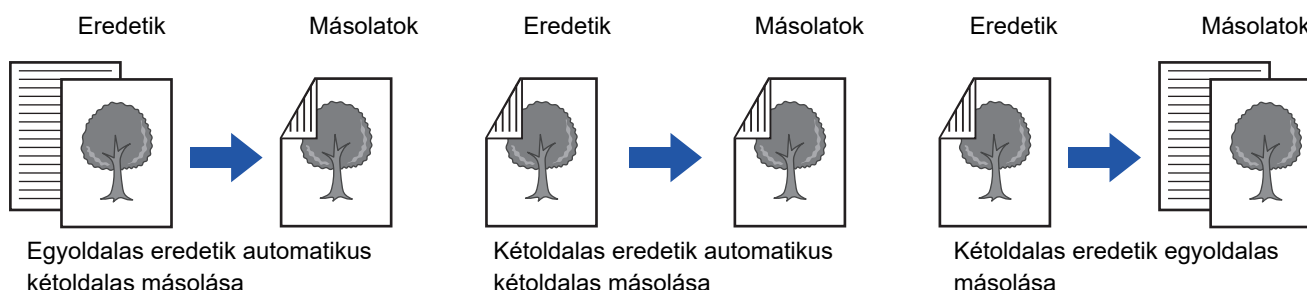 Eredetik Másolatok Eredetik Másolatok Eredetik Másolatok
Egyoldalas eredetik automatikus
kétoldalas másolása
Kétoldalas eredetik automatikus
kétoldalas másolása
Kétoldalas eredetik egyoldalas
másolása